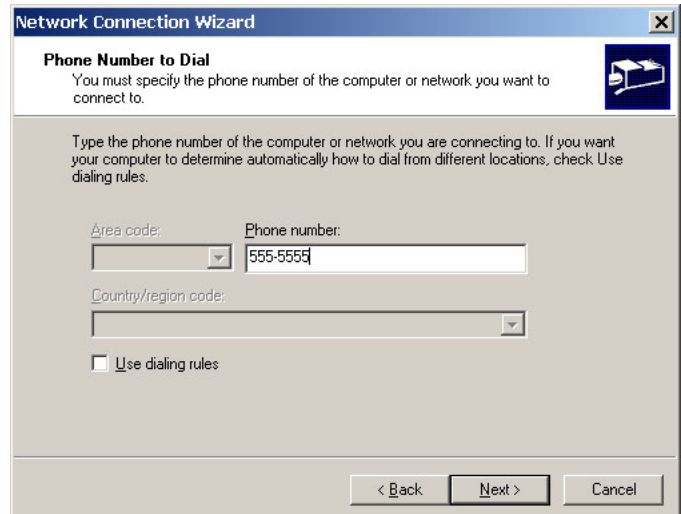 Network Connection Wizard
Phone Number to Dial
You must specify the phone number of the computer or network you want to
connect to.
Type the phone number of the computer or network you are connecting to. If you want
your computer to determine automatically how to dial from different locations, check Use
dialing rules.
Area code: Phone number:
555-5555
Country/region code:
Use dialing rules
< Back Next > Cancel